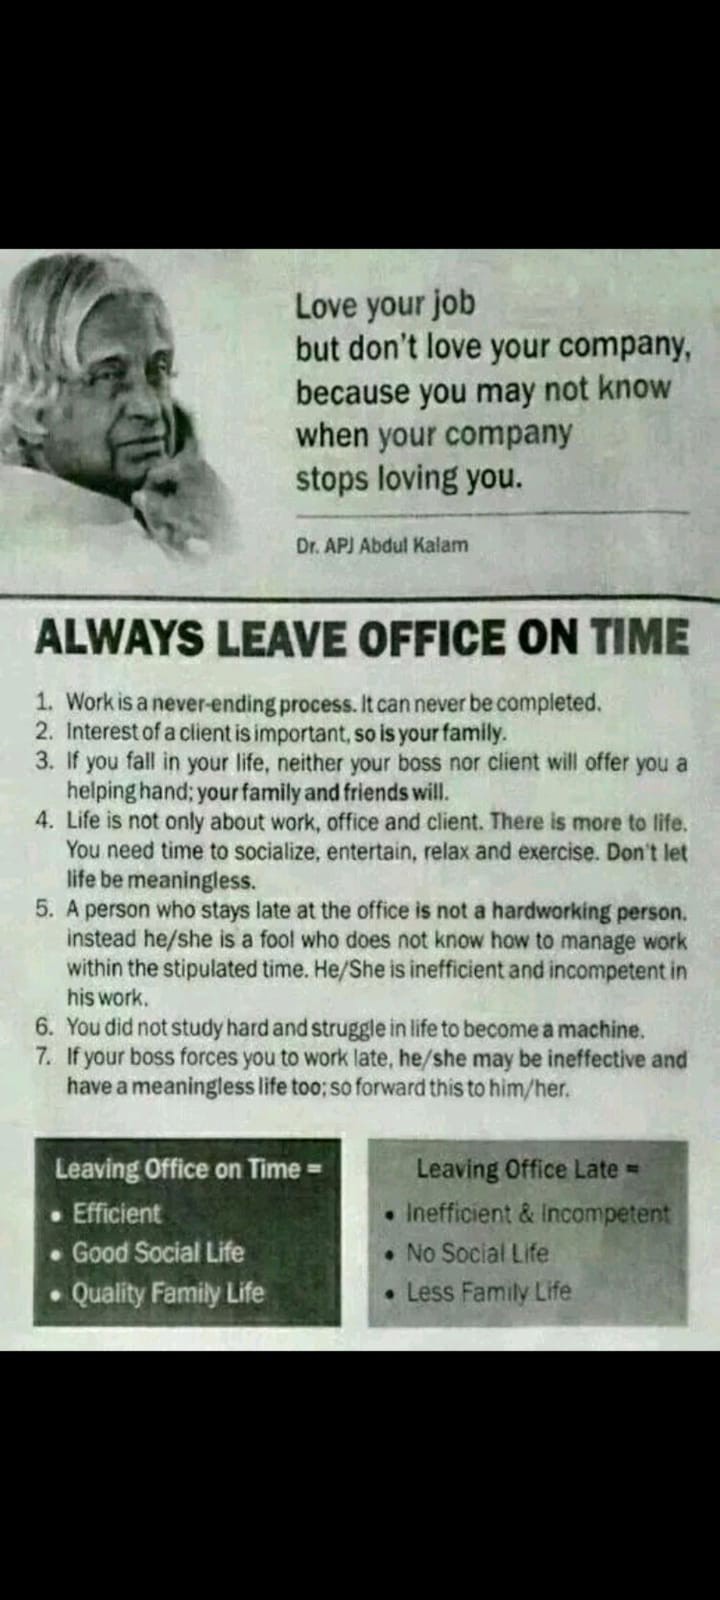 Love your job
but don't love your company,
because you may not know
when your company
stops loving you.
Dr. APJ Abdul Kalam
ALWAYS LEAVE OFFICE ON TIME
1. Work is a never-ending process. It can never be completed.
2. Interest of a client is important, so is your family.
3. If you fall in your life, neither your boss nor client will offer you a
helping hand; your family and friends will.
4. Life is not only about work, office and client. There is more to life.
You need time to socialize, entertain, relax and exercise. Don't let
life be meaningless.
5. A person who stays late at the office is not a hardworking person.
instead he/she is a fool who does not know how to manage work
within the stipulated time. He/She is inefficient and incompetent in
his work.
6. You did not study hard and struggle in life to become a machine.
7. If your boss forces you to work late, he/she may be ineffective and
have a meaningless life too; so forward this to him/her.
Leaving Office on Time =
• Efficient
• Good Social Life
• Quality Family Life
Leaving Office Late =
• Inefficient & Incompetent
• No Social Life
• Less Family Life